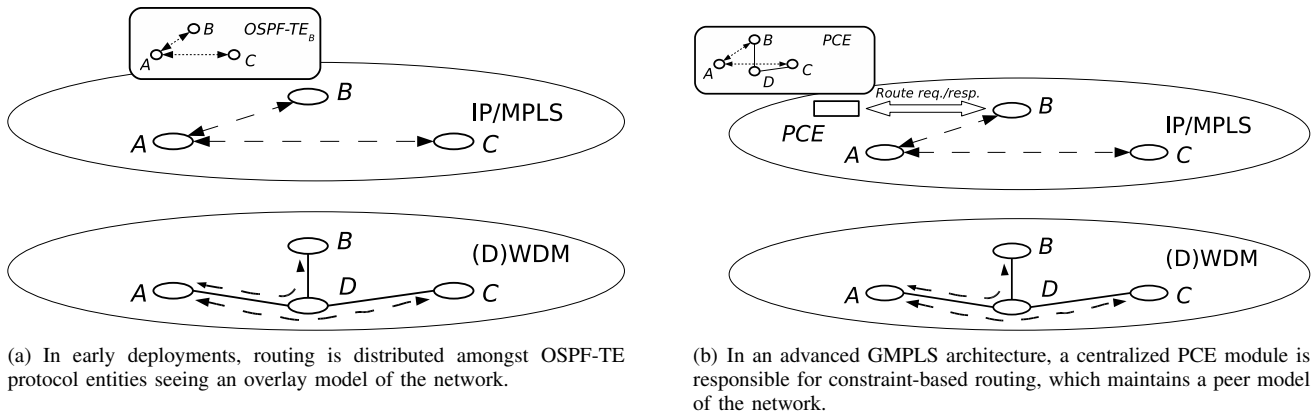 B OSPF-TE_B
A C
B
IP/MPLS
A C
B (D)WDM
D
A C
(a) In early deployments, routing is distributed amongst OSPF-TE
protocol entities seeing an overlay model of the network.
B PCE
A C
D
Route req./resp.
B
PCE IP/MPLS
A C
B (D)WDM
D
A C
(b) In an advanced GMPLS architecture, a centralized PCE module is
responsible for constraint-based routing, which maintains a peer model
of the network.